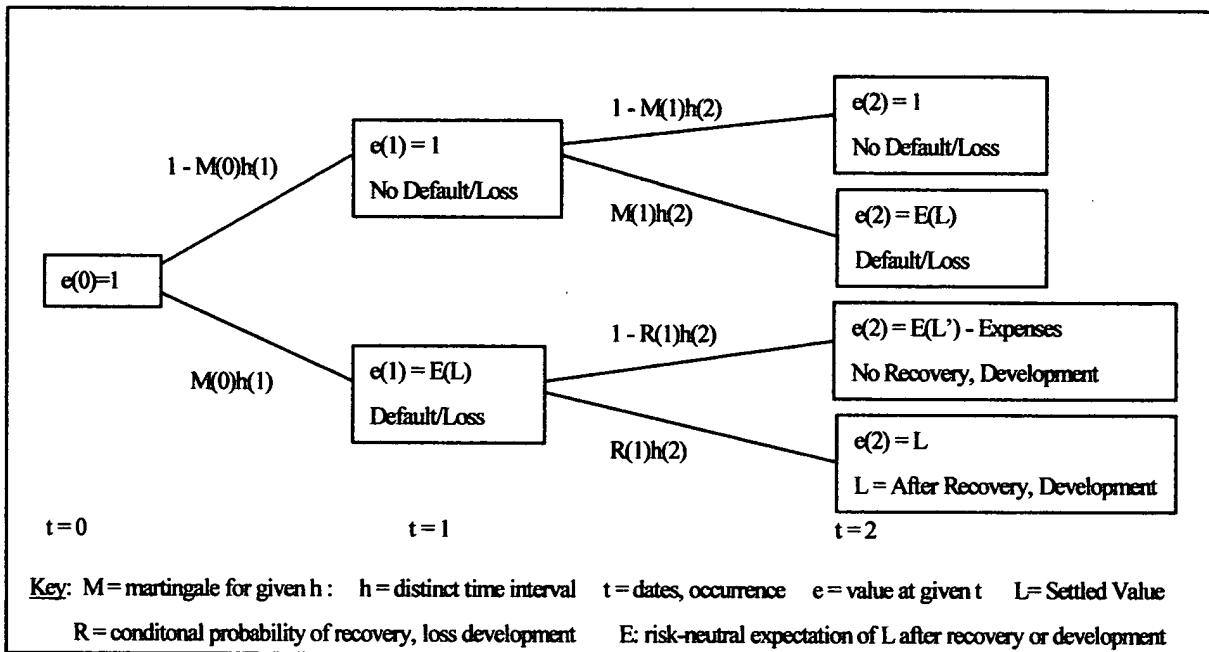 1 - M(1)h(2)
e(2) = 1
No Default/Loss
1 - M(0)h(1)
e(1) = 1
No Default/Loss
M(1)h(2)
e(2) = E(L)
Default/Loss
e(0)=1
1 - R(1)h(2)
e(2) = E(L’) - Expenses
No Recovery, Development
M(0)h(1)
e(1) = E(L)
Default/Loss
R(1)h(2)
e(2) = L
L = After Recovery, Development
t = 0 t = 1 t = 2
Key: M = martingale for given h : h = distinct time interval t = dates, occurrence e = value at given t L= Settled Value
R = conditonal probability of recovery, loss development E: risk-neutral expectation of L after recovery or development